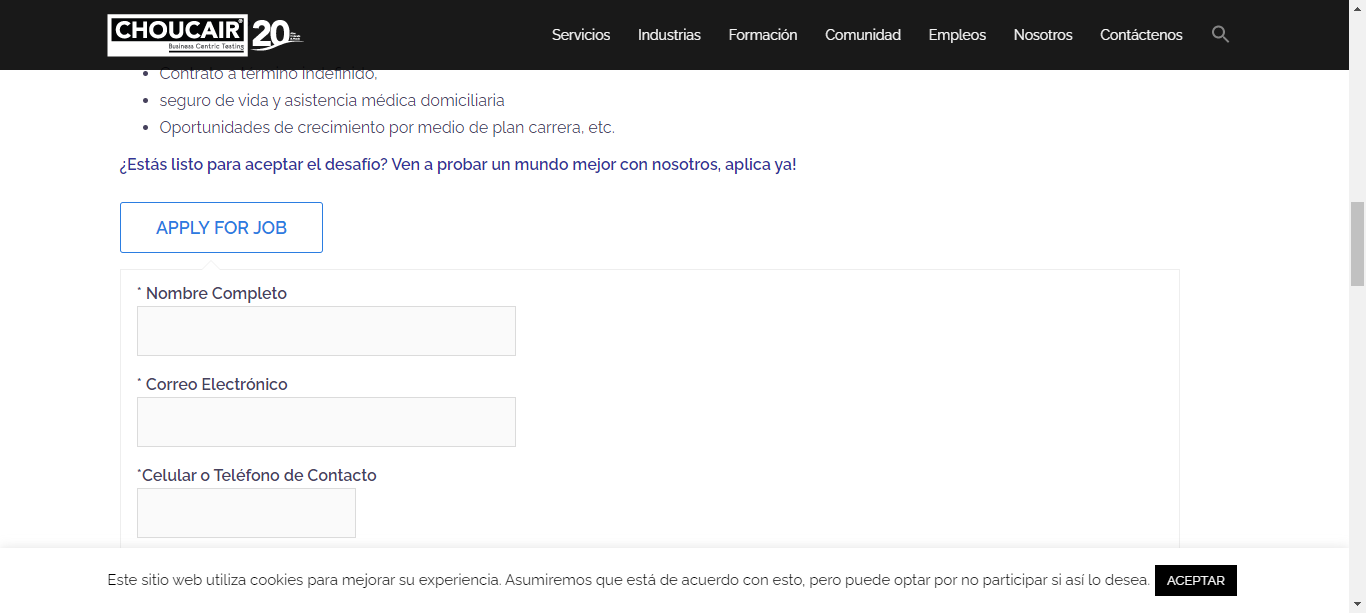 CHOUCAIR
Business Centric Testing
20
Servicios
Industrias
Formación
Comunidad
Empleos
Nosotros
Contáctenos
Contrato a término indefinido,
seguro de vida y asistencia médica domiciliaria
Oportunidades de crecimiento por medio de plan carrera, etc.
¿Estás listo para aceptar el desafío? Ven a probar un mundo mejor con nosotros, aplica ya!
APPLY FOR JOB
* Nombre Completo
* Correo Electrónico
*Celular o Teléfono de Contacto
Este sitio web utiliza cookies para mejorar su experiencia. Asumiremos que está de acuerdo con esto, pero puede optar por no participar si así lo desea.
ACEPTAR